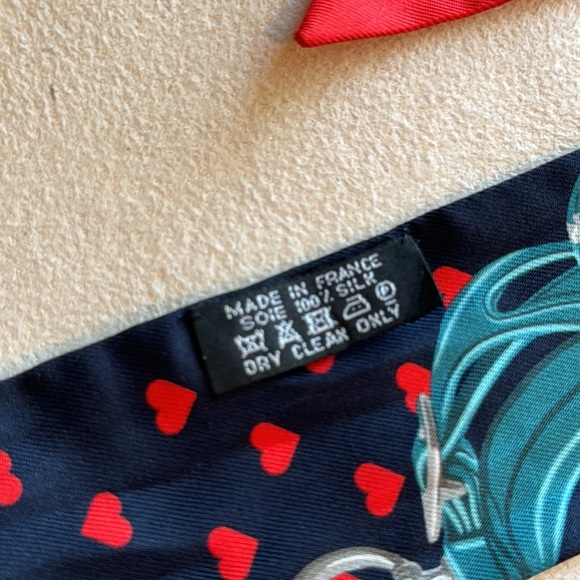 MADE IN FRANCE
SOIE 100% SILK
P
DRY CLEAN ONLY